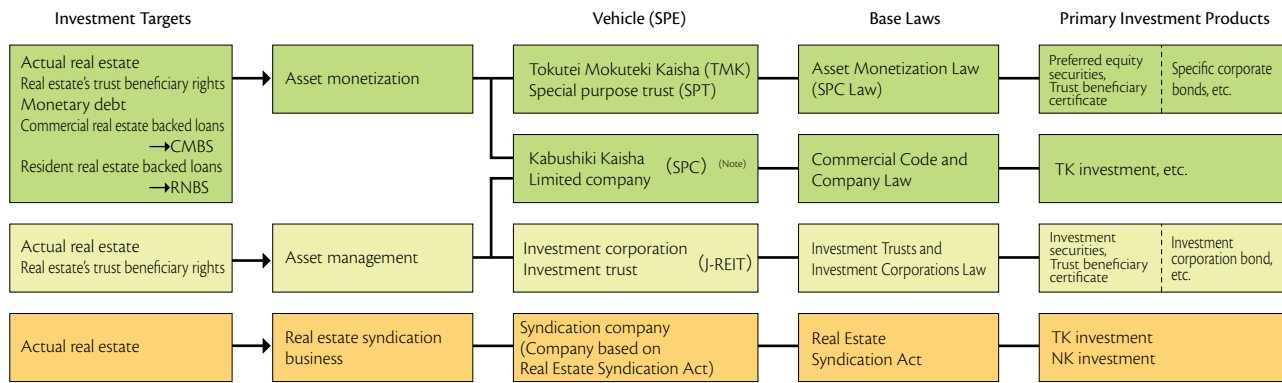 Investment Targets
Vehicle (SPE)
Base Laws
Primary Investment Products
Actual real estate
Real estate's trust beneficiary rights
Monetary debt
Commercial real estate backed loans
→CMBS
Resident real estate backed loans
→RNBS
Asset monetization
Tokutei Mokuteki Kaisha (TMK)
Special purpose trust (SPT)
Asset Monetization Law
(SPC Law)
Preferred equity
securities,
Trust beneficiary
certificate
Specific corporate
bonds, etc.
Kabushiki Kaisha
Limited company
(SPC)
(Note)
Commercial Code and
Company Law
TK investment, etc.
Actual real estate
Real estate's trust beneficiary rights
Asset management
Investment corporation
Investment trust
(J-REIT)
Investment Trusts and
Investment Corporations Law
Investment
securities,
Trust beneficiary
certificate
Investment
corporation bond,
etc.
Actual real estate
Real estate syndication
business
Syndication company
(Company based on
Real Estate Syndication Act)
Real Estate
Syndication Act
TK investment
NK investment